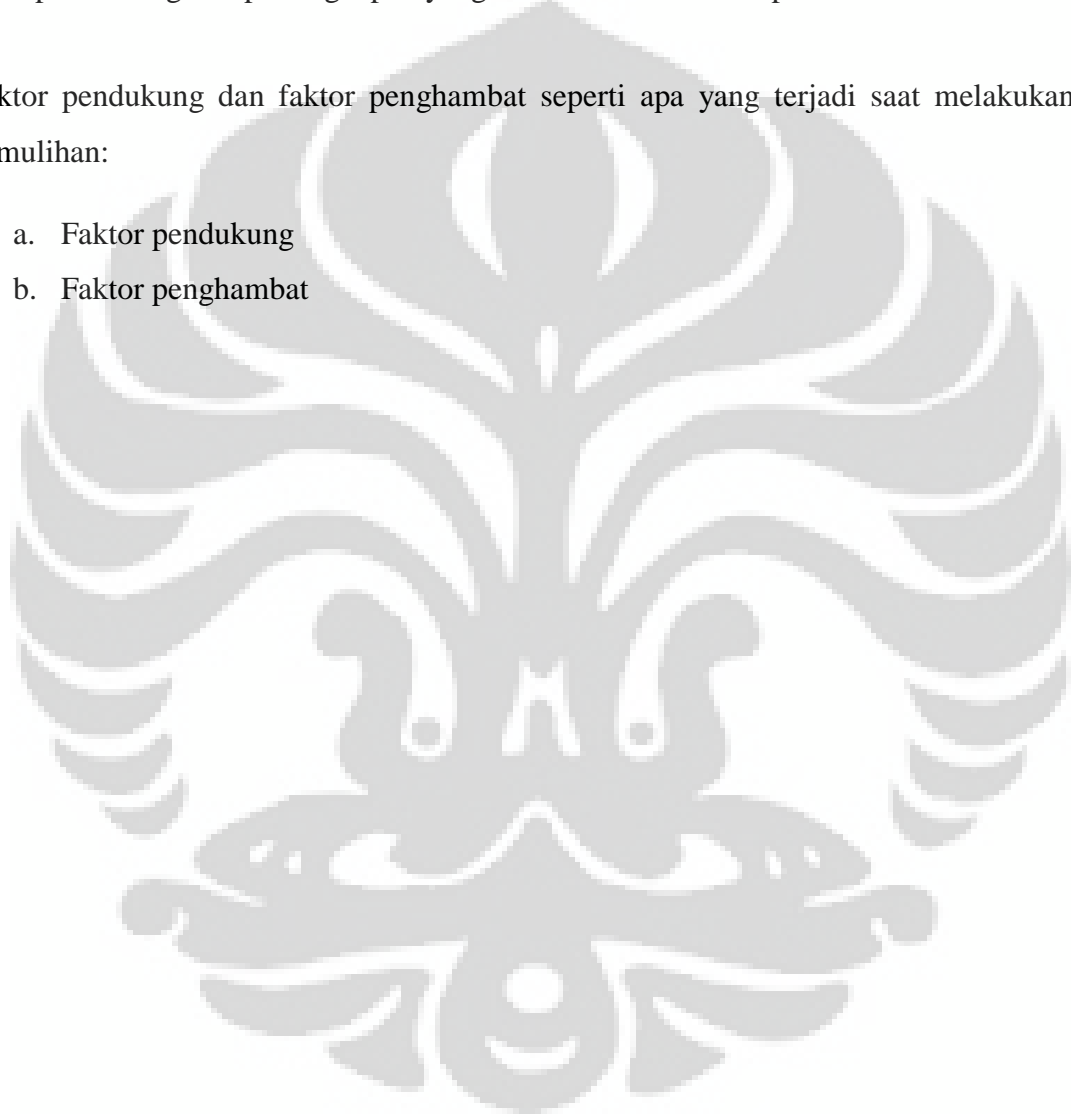 ktor pendukung dan faktor penghambat seperti apa yang terjadi saat melakukan
mulihan:
a. Faktor pendukung
b. Faktor penghambat